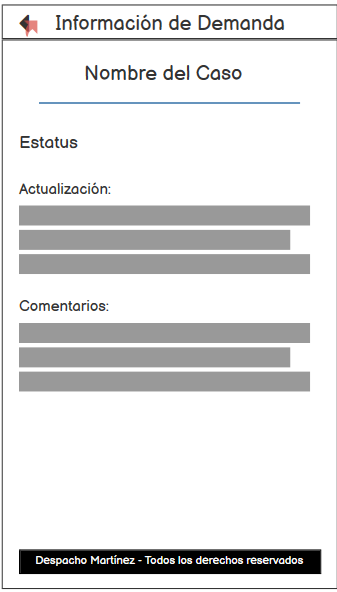 Información de Demanda
Nombre del Caso
Estatus
Actualización:
Comentarios:
Despacho Martínez - Todos los derechos reservados